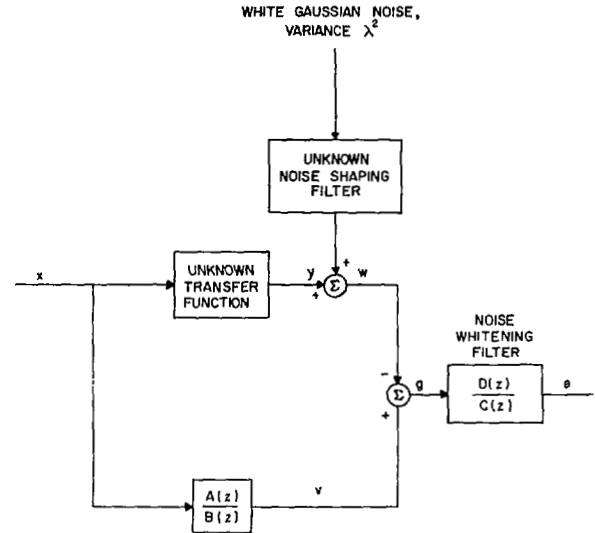 WHITE GAUSSIAN NOISE,
VARIANCE λ²
UNKNOWN
NOISE SHAPING
FILTER
x
UNKNOWN
TRANSFER
FUNCTION
y
+
Σ
+
w
NOISE
WHITENING
FILTER
-
Σ
+
g
D(z)
C(z)
e
A(z)
B(z)
v